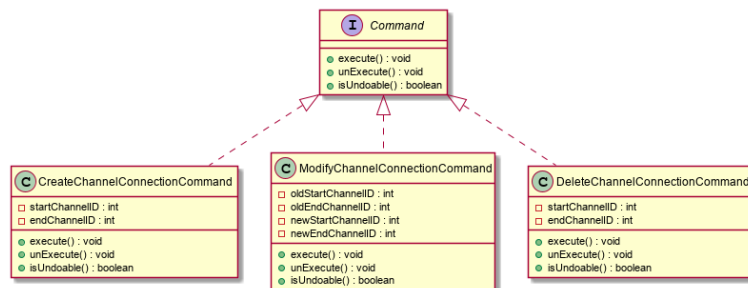 I Command
execute() : void
unExecute() : void
isUndoable() : boolean
C CreateChannelConnectionCommand
startChannelID : int
endChannelID : int
execute() : void
unExecute() : void
isUndoable() : boolean
C ModifyChannelConnectionCommand
oldStartChannelID : int
oldEndChannelID : int
newStartChannelID : int
newEndChannelID : int
execute() : void
unExecute() : void
isUndoable() : boolean
C DeleteChannelConnectionCommand
startChannelID : int
endChannelID : int
execute() : void
unExecute() : void
isUndoable() : boolean